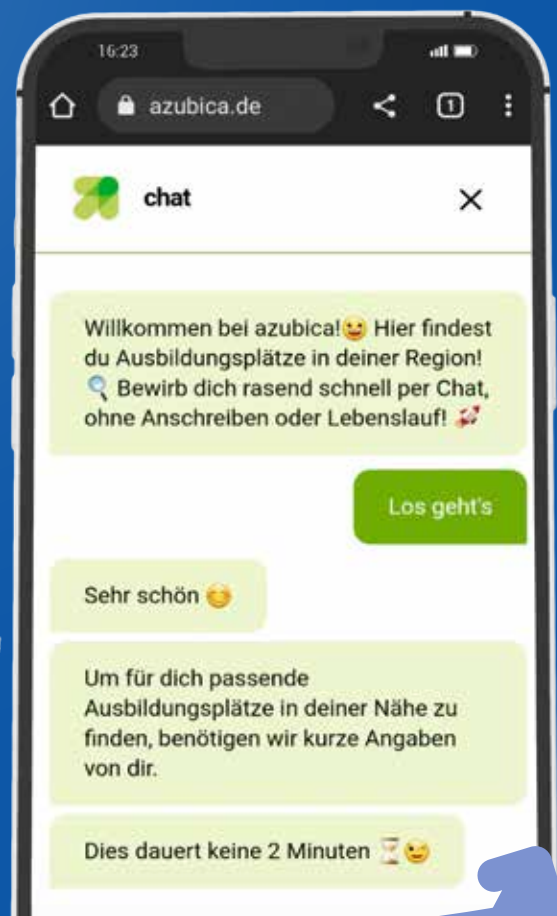 16:23
azubica.de
1
chat
Willkommen bei azubica!😉 Hier findest
du Ausbildungsplätze in deiner Region!
🔍 Bewirb dich rasend schnell per Chat,
ohne Anschreiben oder Lebenslauf! 🚀
Los geht's
Sehr schön 😊
Um für dich passende
Ausbildungsplätze in deiner Nähe zu
finden, benötigen wir kurze Angaben
von dir.
Dies dauert keine 2 Minuten ⏳😉